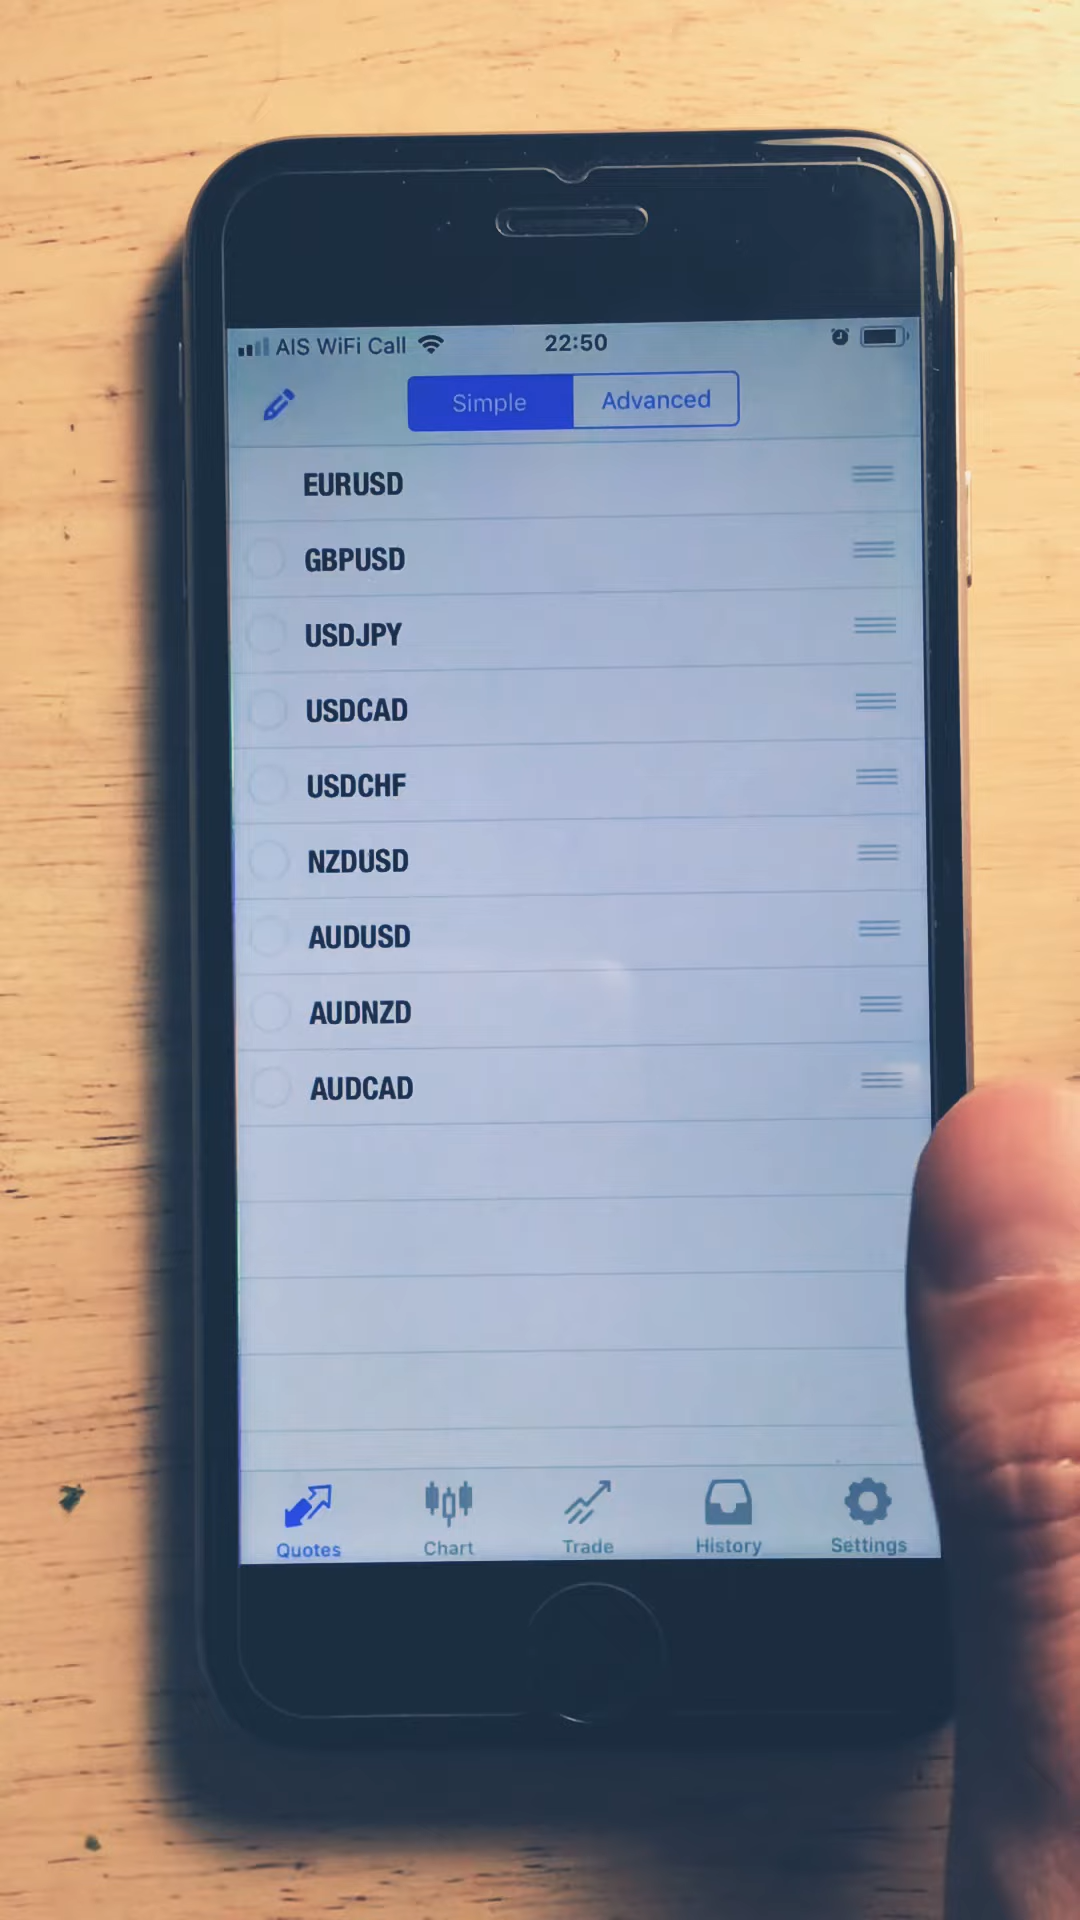 AIS WiFi Call 22:50
Simple Advanced
EURUSD
GBPUSD
USDJPY
USDCAD
USDCHF
NZDUSD
AUDUSD
AUDNZD
AUDCAD
Quotes Chart Trade History Settings